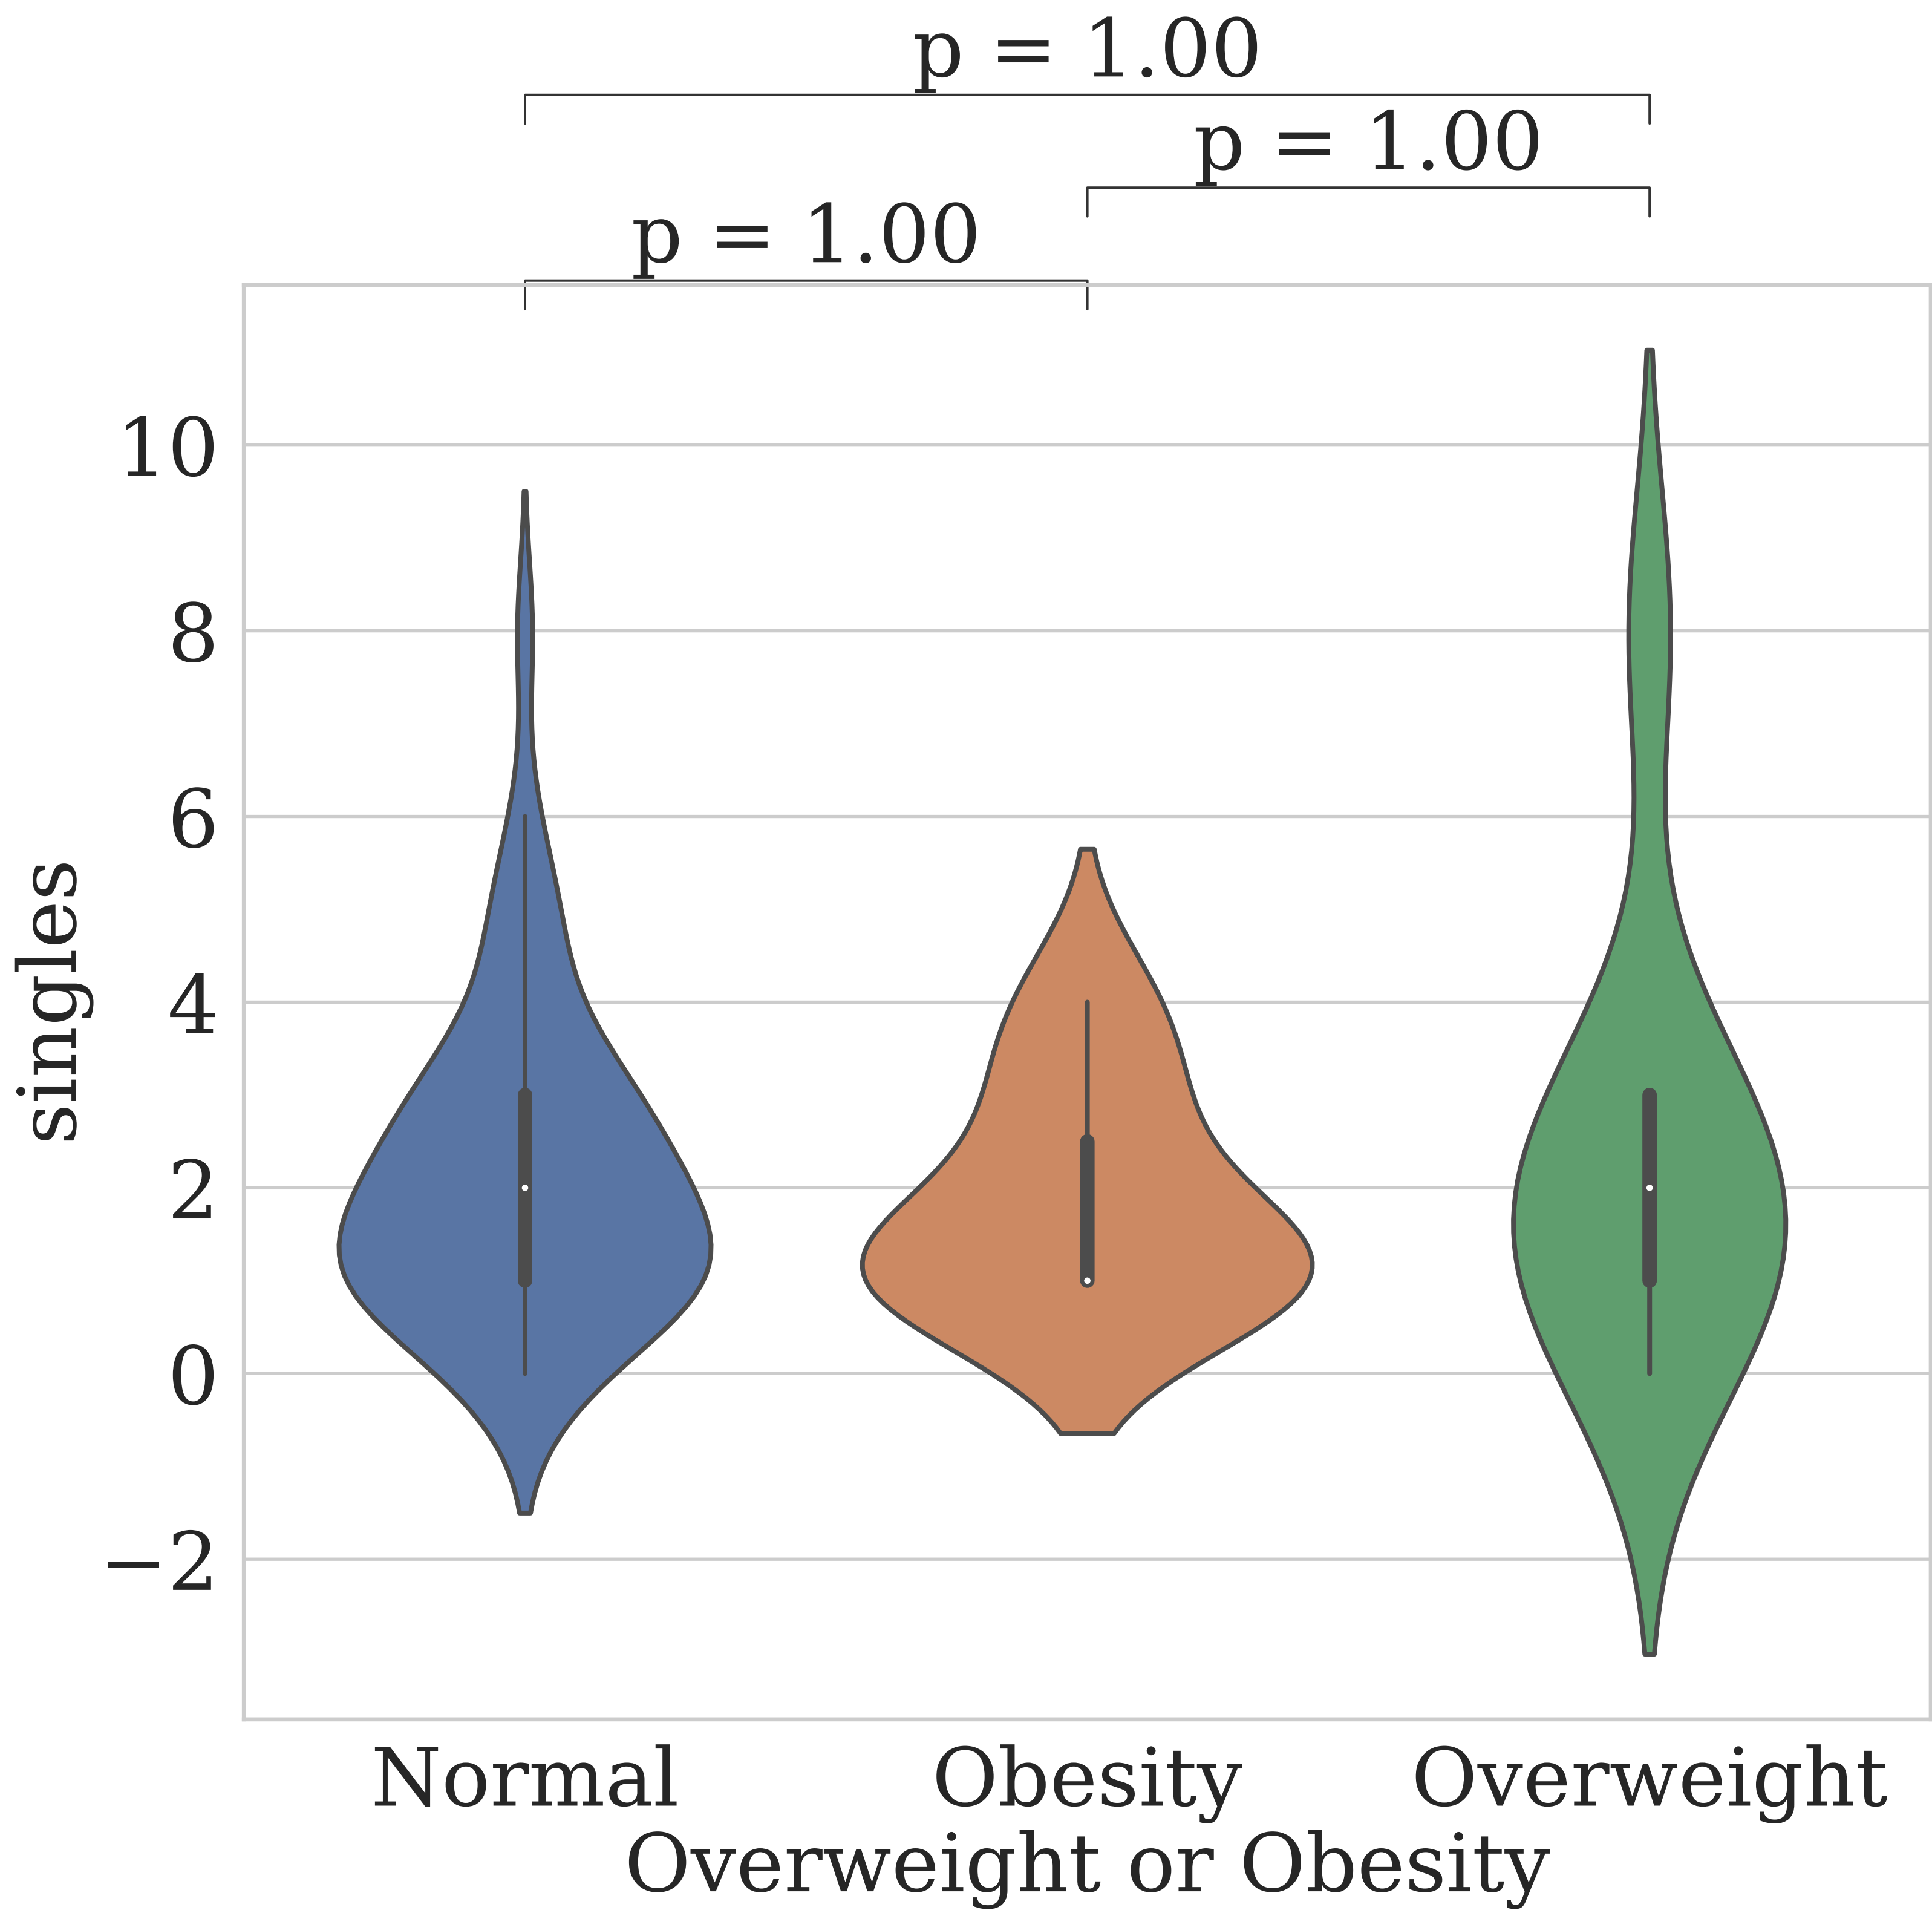 p = 1.00
p = 1.00
p = 1.00
10
8
6
4
2
0
−2
singles
Normal
Obesity
Overweight
Overweight or Obesity